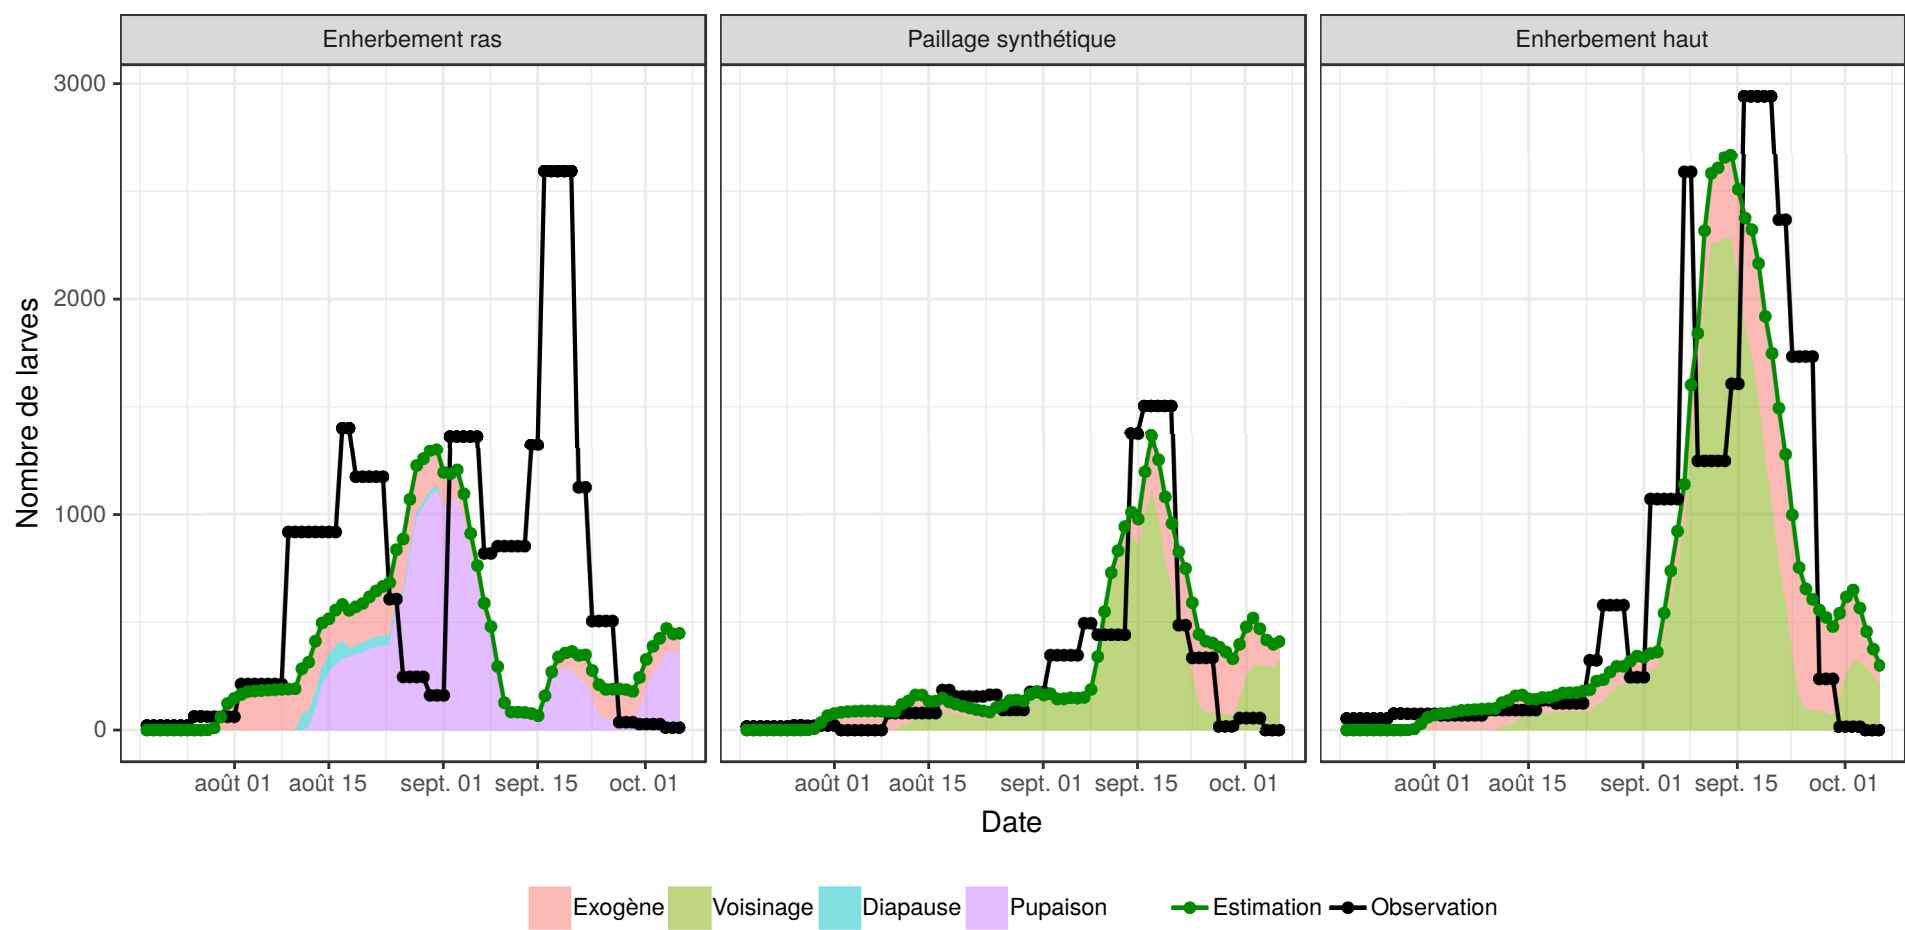 Enherbement ras
Paillage synthétique
Enherbement haut
Nombre de larves
3000
2000
1000
0
août 01 août 15 sept. 01 sept. 15 oct. 01
août 01 août 15 sept. 01 sept. 15 oct. 01
août 01 août 15 sept. 01 sept. 15 oct. 01
Date
Exogène Voisinage Diapause Pupaison Estimation Observation